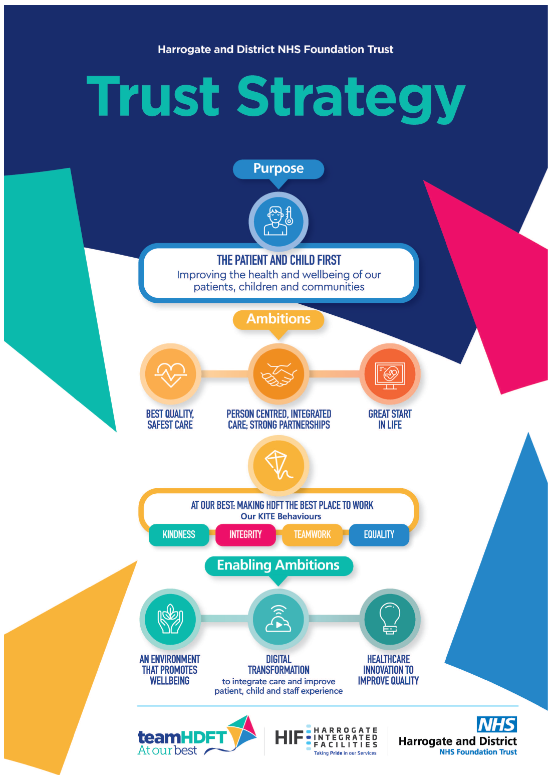 Harrogate and District NHS Foundation Trust
Trust Strategy
Purpose
THE PATIENT AND CHILD FIRST
Improving the health and wellbeing of our
patients, children and communities
Ambitions
BEST QUALITY,
SAFEST CARE
PERSON CENTRED, INTEGRATED
CARE; STRONG PARTNERSHIPS
GREAT START
IN LIFE
AT OUR BEST: MAKING HDFT THE BEST PLACE TO WORK
Our KITE Behaviours
KINDNESS
INTEGRITY
TEAMWORK
EQUALITY
Enabling Ambitions
AN ENVIRONMENT
THAT PROMOTES
WELLBEING
DIGITAL
TRANSFORMATION
to integrate care and improve
patient, child and staff experience
HEALTHCARE
INNOVATION TO
IMPROVE QUALITY
teamHDFT
At our best
HIF
HARROGATE
INTEGRATED
FACILITIES
Taking Pride in our Services
NHS
Harrogate and District
NHS Foundation Trust